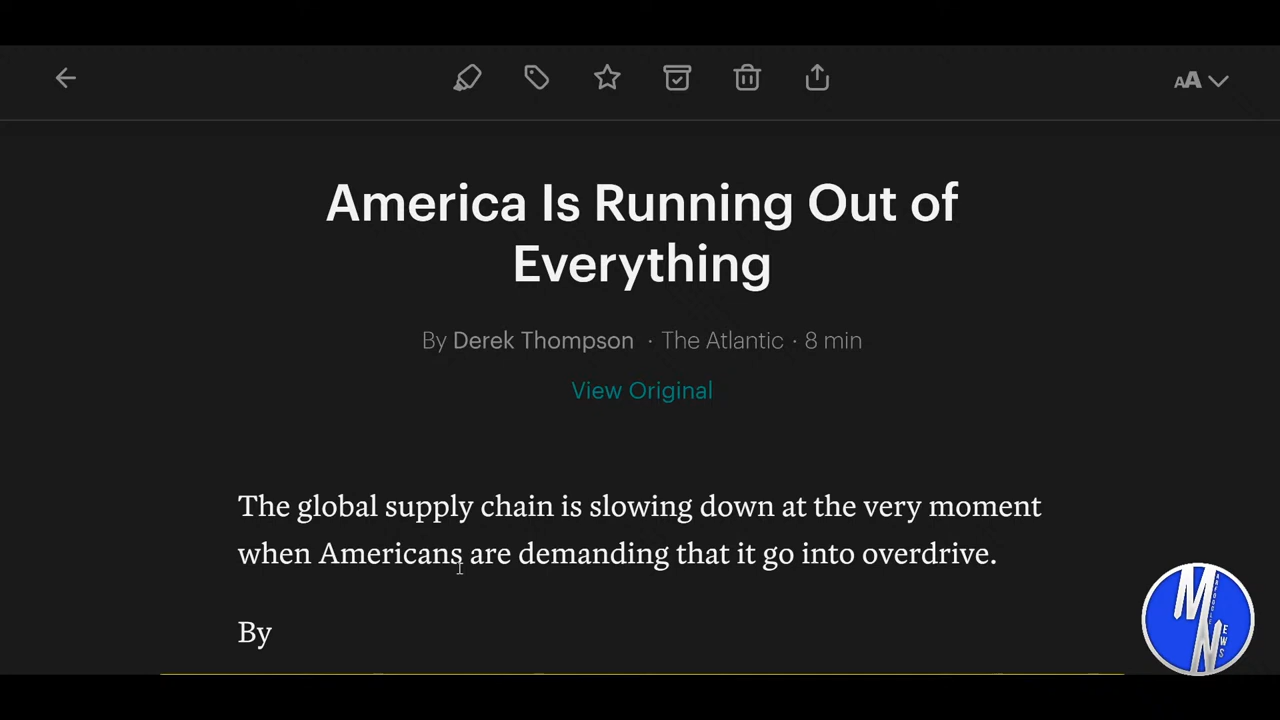 AA
America Is Running Out of
Everything
By Derek Thompson · The Atlantic · 8 min
View Original
The global supply chain is slowing down at the very moment
when Americans are demanding that it go into overdrive.
By